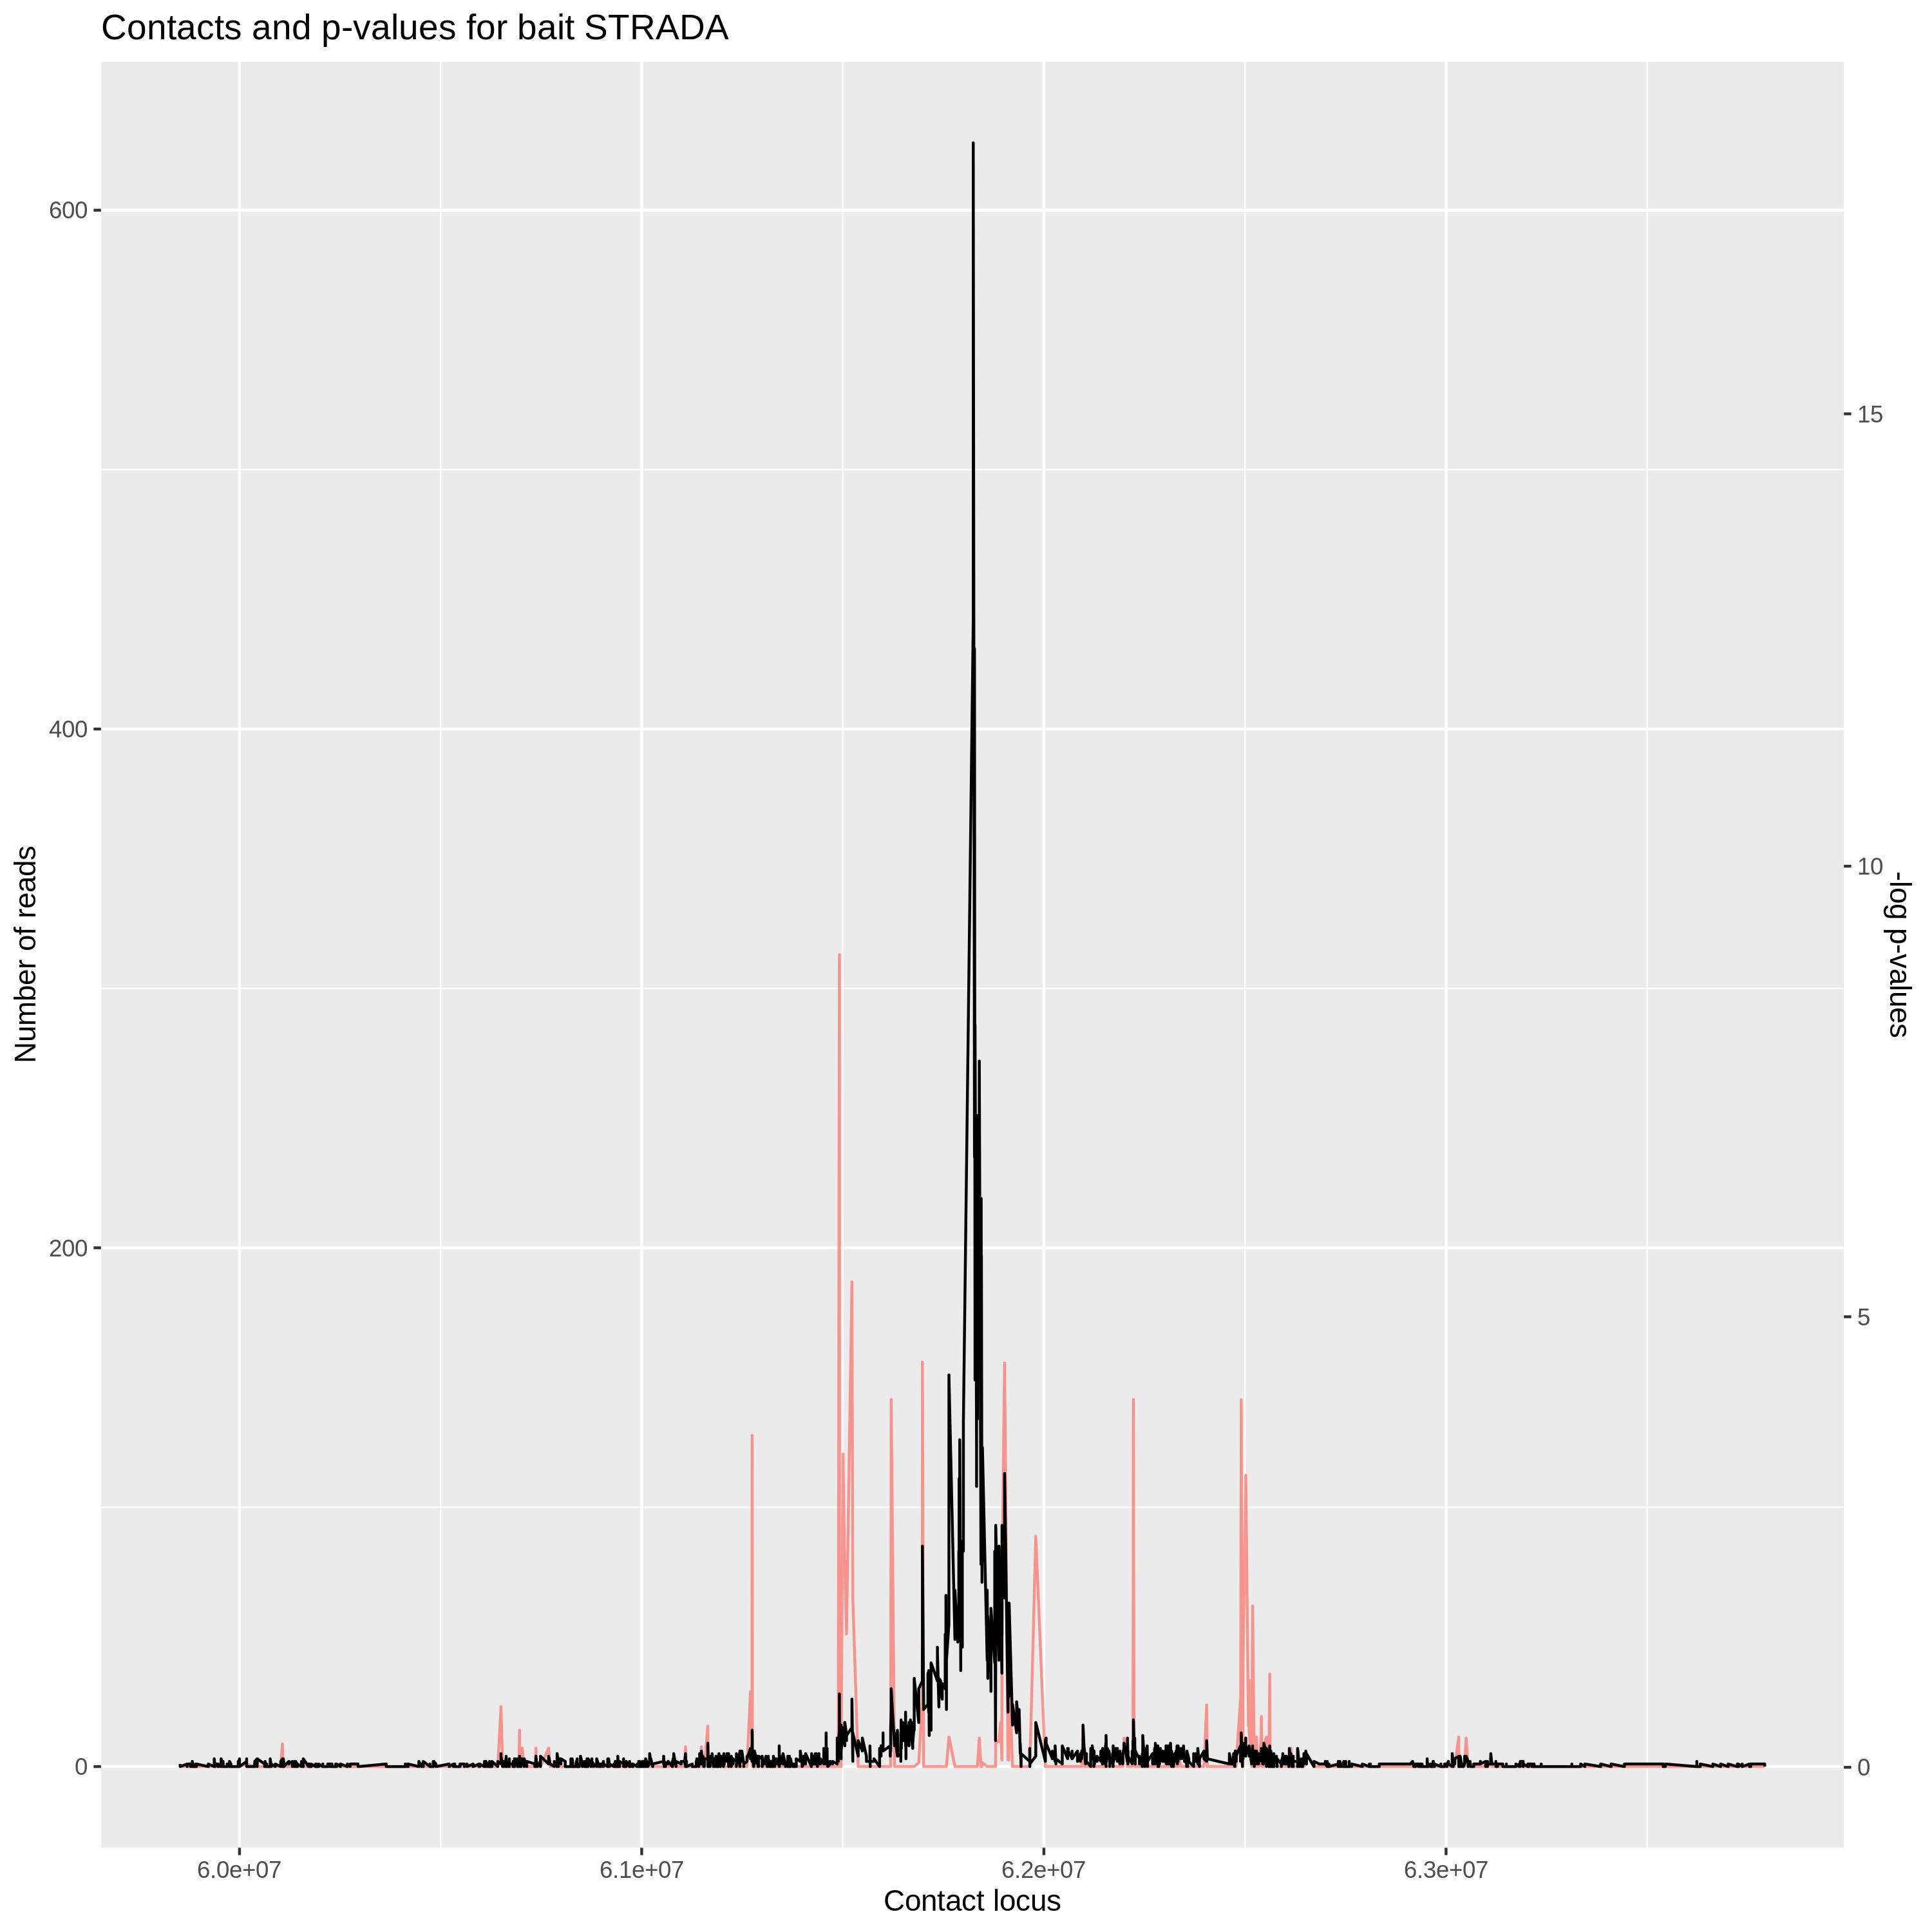 Contacts and p-values for bait STRADA
600
400
200
0
15
10
5
0
Number of reads
-log p-values
6.0e+07
6.1e+07
6.2e+07
6.3e+07
Contact locus